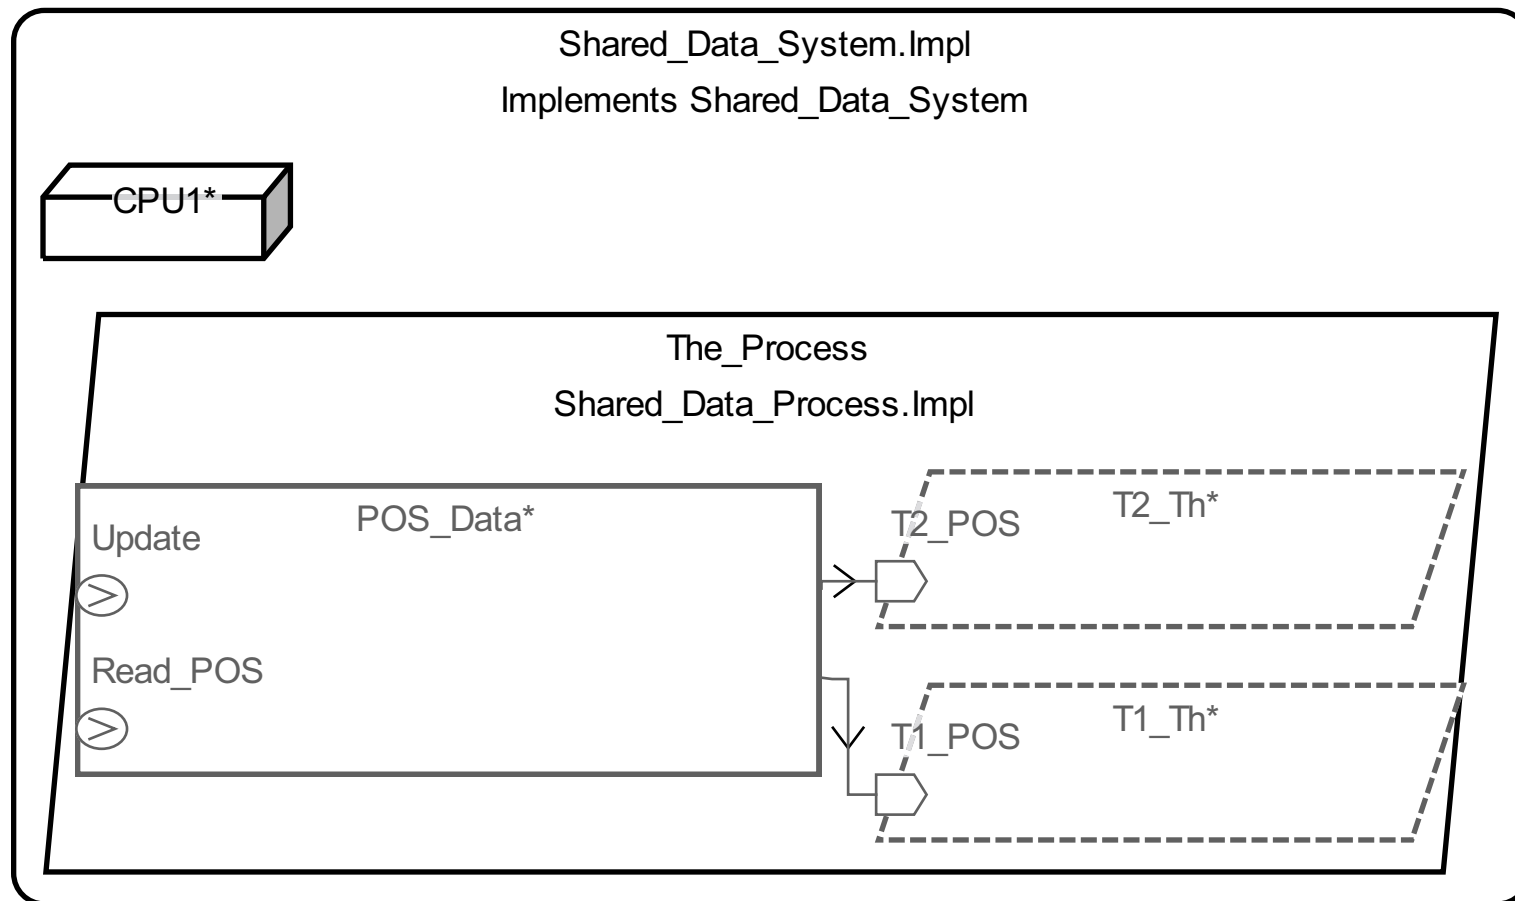 Shared_Data_System.Impl
Implements Shared_Data_System
CPU1*
The_Process
Shared_Data_Process.Impl
POS_Data*
Update
Read_POS
T2_POS
T2_Th*
T1_POS
T1_Th*